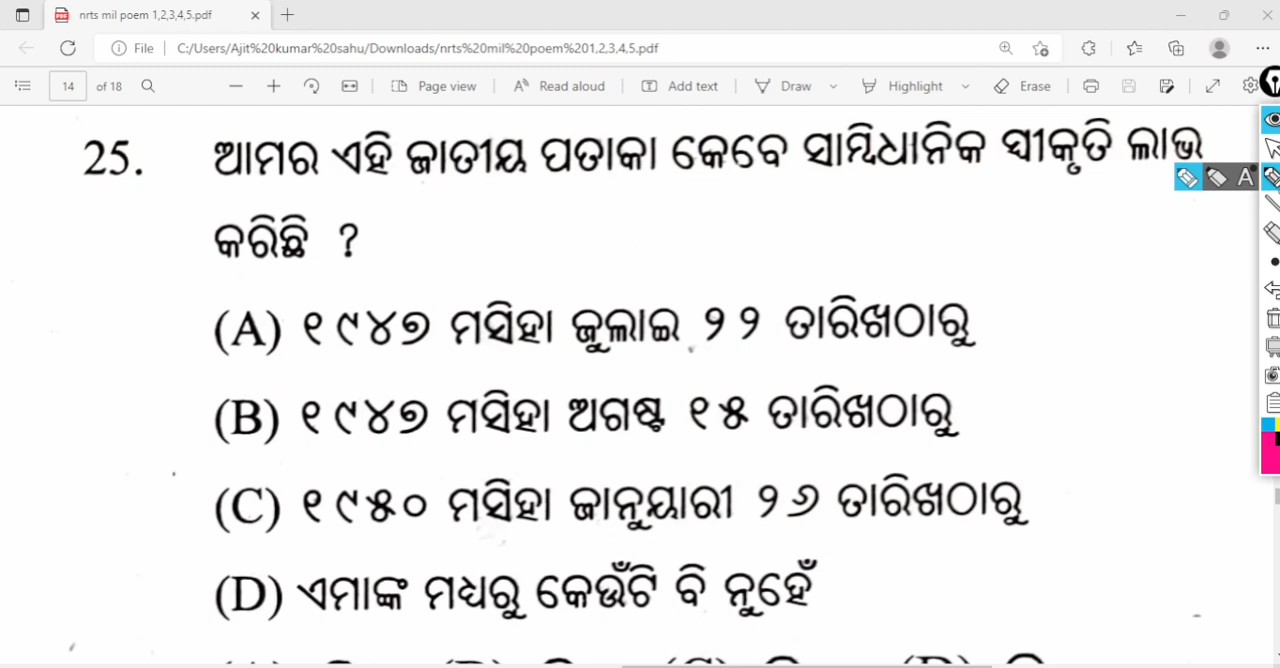 nrts mil poem 1,2,3,4,5.pdf
File C:/Users/Ajit%20kumar%20sahu/Downloads/nrts%20mil%20poem%201,2,3,4,5.pdf
14 of 18 Page view Read aloud Add text Draw Highlight Erase
25. ଆମର ଏହି ଜାତୀୟ ପତାକା କେବେ ସାମ୍ବିଧାନିକ ସ୍ୱୀକୃତି ଲାଭ
A
କରିଛି ?
(A) ୧୯୪୭ ମସିହା ଜୁଲାଇ ୨୨ ତାରିଖଠାରୁ
(B) ୧୯୪୭ ମସିହା ଅଗଷ୍ଟ ୧୫ ତାରିଖଠାରୁ
(C) ୧୯୫୦ ମସିହା ଜାନୁୟାରୀ ୨୬ ତାରିଖଠାରୁ
(D) ଏମାଙ୍କ ମଧ୍ୟରୁ କେଉଁଟି ବି ନୁହେଁ